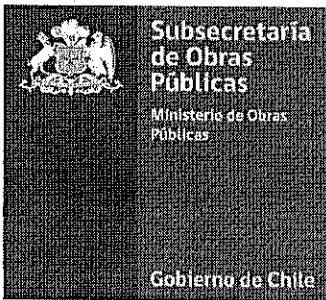 Subsecretaría
de Obras
Públicas
Ministerio de Obras
Públicas
Gobierno de Chile